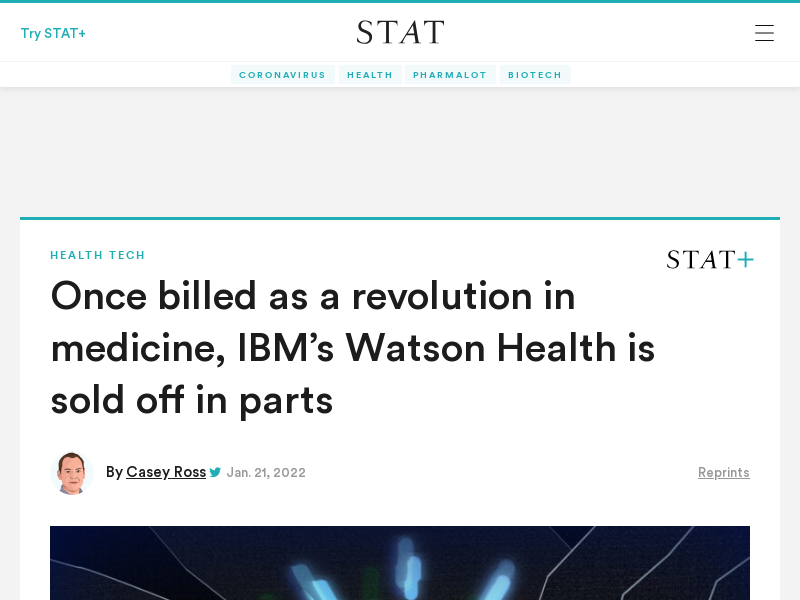 Try STAT+
STAT
CORONAVIRUS HEALTH PHARMALOT BIOTECH
HEALTH TECH
STAT+
Once billed as a revolution in
medicine, IBM’s Watson Health is
sold off in parts
By Casey Ross Jan. 21, 2022
Reprints